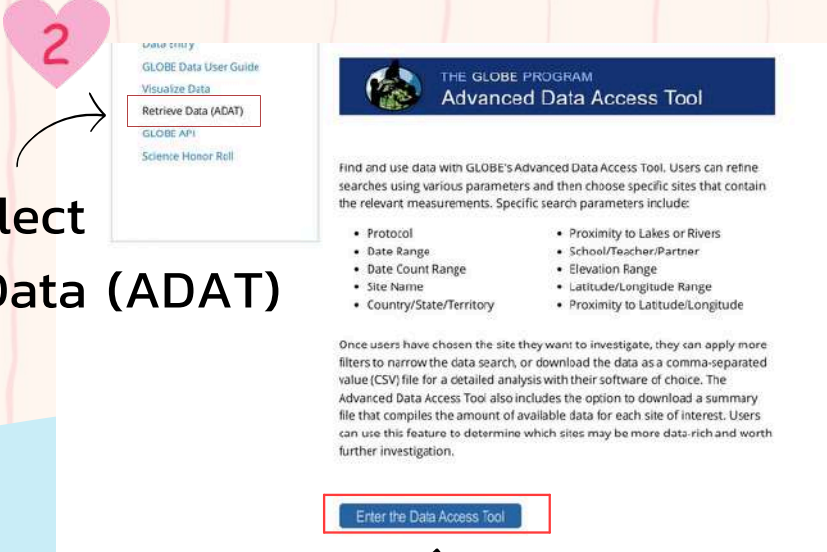 2
Data Entry
GLOBE Data User Guide
Visualize Data
Retrieve Data (ADAT)
GLOBE API
Science Honor Roll
lect
Data (ADAT)
THE GLOBE PROGRAM
Advanced Data Access Tool
Find and use data with GLOBE's Advanced Data Access Tool. Users can refine
searches using various parameters and then choose specific sites that contain
the relevant measurements. Specific search parameters include:
• Protocol
• Date Range
• Date Count Range
• Site Name
• Country/State/Territory
• Proximity to Lakes or Rivers
• School/Teacher/Partner
• Elevation Range
• Latitude/Longitude Range
• Proximity to Latitude/Longitude
Once users have chosen the site they want to investigate, they can apply more
filters to narrow the data search, or download the data as a comma-separated
value (CSV) file for a detailed analysis with their software of choice. The
Advanced Data Access Tool also includes the option to download a summary
file that compiles the amount of available data for each site of interest. Users
can use this feature to determine which sites may be more data-rich and worth
further investigation.
Enter the Data Access Tool